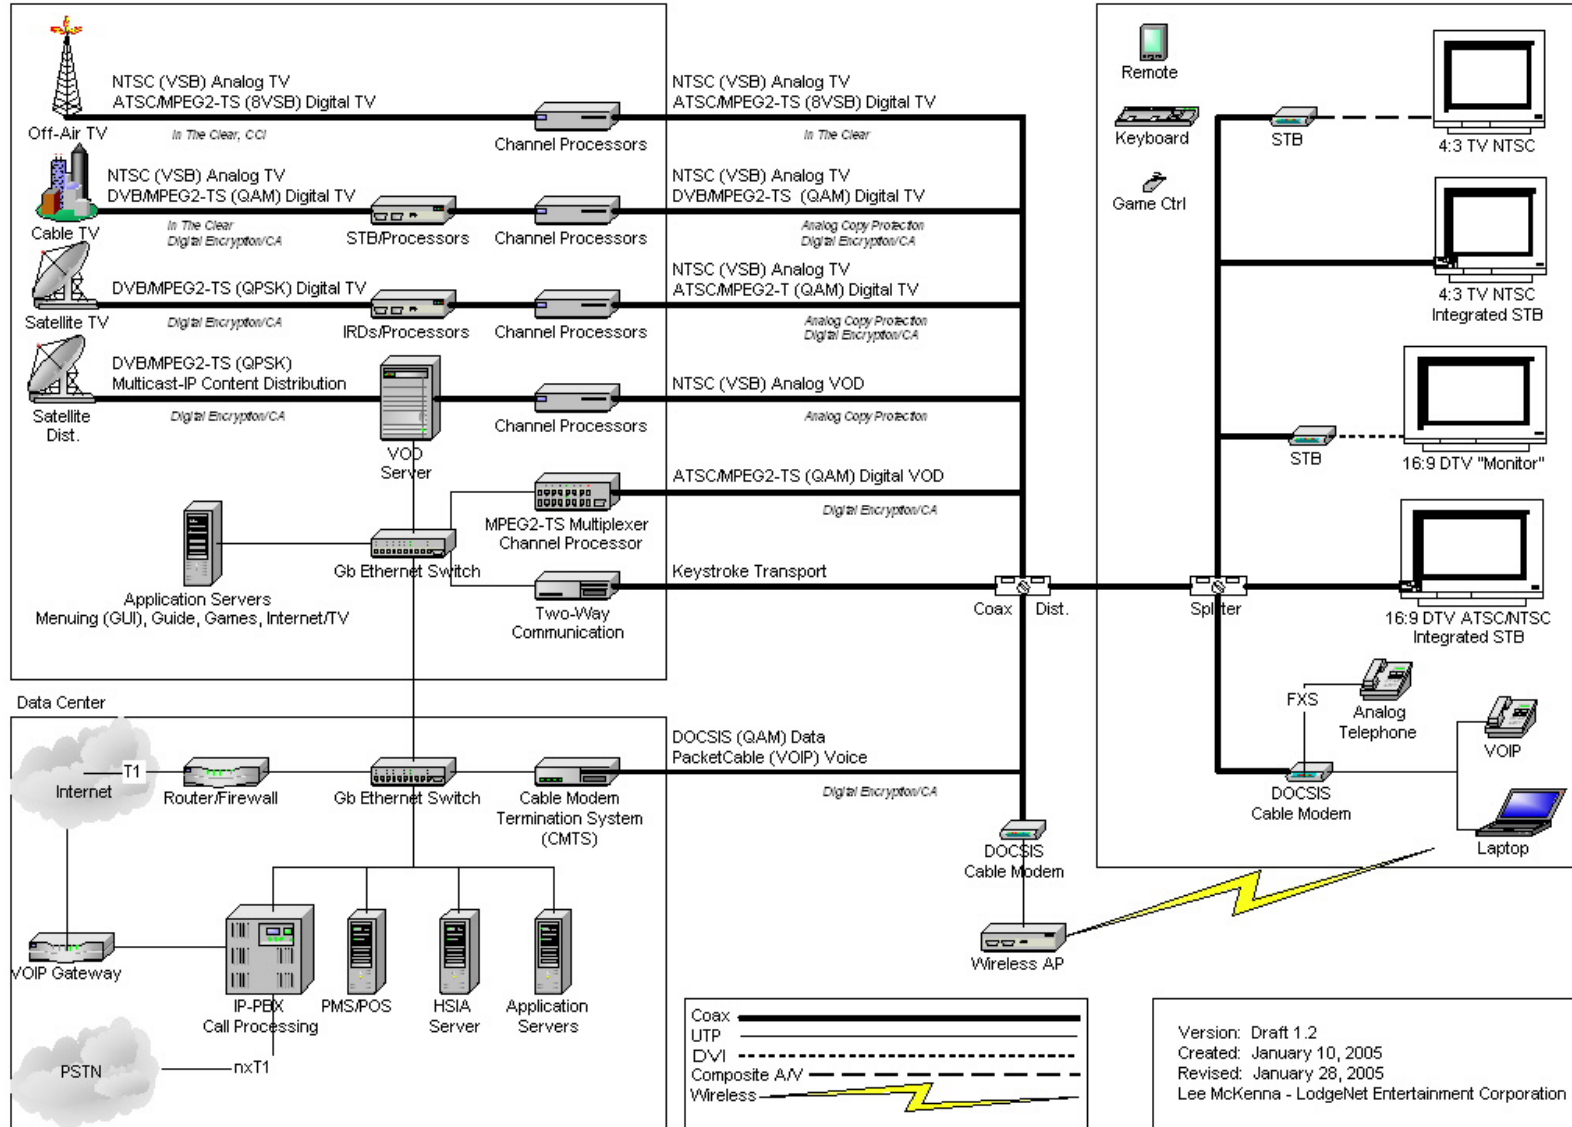 NTSC (VSB) Analog TV
ATSC/MPEG2-TS (8VSB) Digital TV
Off-Air TV
In The Clear, CCI
Channel Processors
NTSC (VSB) Analog TV
ATSC/MPEG2-TS (8VSB) Digital TV
In The Clear
NTSC (VSB) Analog TV
DVB/MPEG2-TS (QAM) Digital TV
Cable TV
In The Clear
Digital Encryption/CA
STB/Processors
Channel Processors
NTSC (VSB) Analog TV
DVB/MPEG2-TS (QAM) Digital TV
Analog Copy Protection
Digital Encryption/CA
DVB/MPEG2-TS (QPSK) Digital TV
Satellite TV
Digital Encryption/CA
IRDs/Processors
Channel Processors
NTSC (VSB) Analog TV
ATSC/MPEG2-T (QAM) Digital TV
Analog Copy Protection
Digital Encryption/CA
DVB/MPEG2-TS (QPSK)
Multicast-IP Content Distribution
Satellite
Dist.
Digital Encryption/CA
VOD
Server
Channel Processors
NTSC (VSB) Analog VOD
Analog Copy Protection
MPEG2-TS Multiplexer
Channel Processor
ATSC/MPEG2-TS (QAM) Digital VOD
Digital Encryption/CA
Gb Ethernet Switch
Application Servers
Menuing (GUI), Guide, Games, Internet/TV
Two-Way
Communication
Keystroke Transport
Coax Dist.
Splitter
Remote
Keyboard
Game Ctrl
STB
4:3 TV NTSC
4:3 TV NTSC
Integrated STB
STB
16:9 DTV "Monitor"
16:9 DTV ATSC/NTSC
Integrated STB
FXS
Analog
Telephone
VOIP
DOCSIS
Cable Modem
Laptop
Data Center
Internet
T1
Router/Firewall
Gb Ethernet Switch
Cable Modem
Termination System
(CMTS)
DOCSIS (QAM) Data
PacketCable (VOIP) Voice
Digital Encryption/CA
DOCSIS
Cable Modem
Wireless AP
VOIP Gateway
IP-PBX
Call Processing
PMS/POS
HSIA
Server
Application
Servers
PSTN
nxT1
Coax
UTP
DVI
Composite A/V
Wireless
Version: Draft 1.2
Created: January 10, 2005
Revised: January 28, 2005
Lee McKenna - LodgeNet Entertainment Corporation